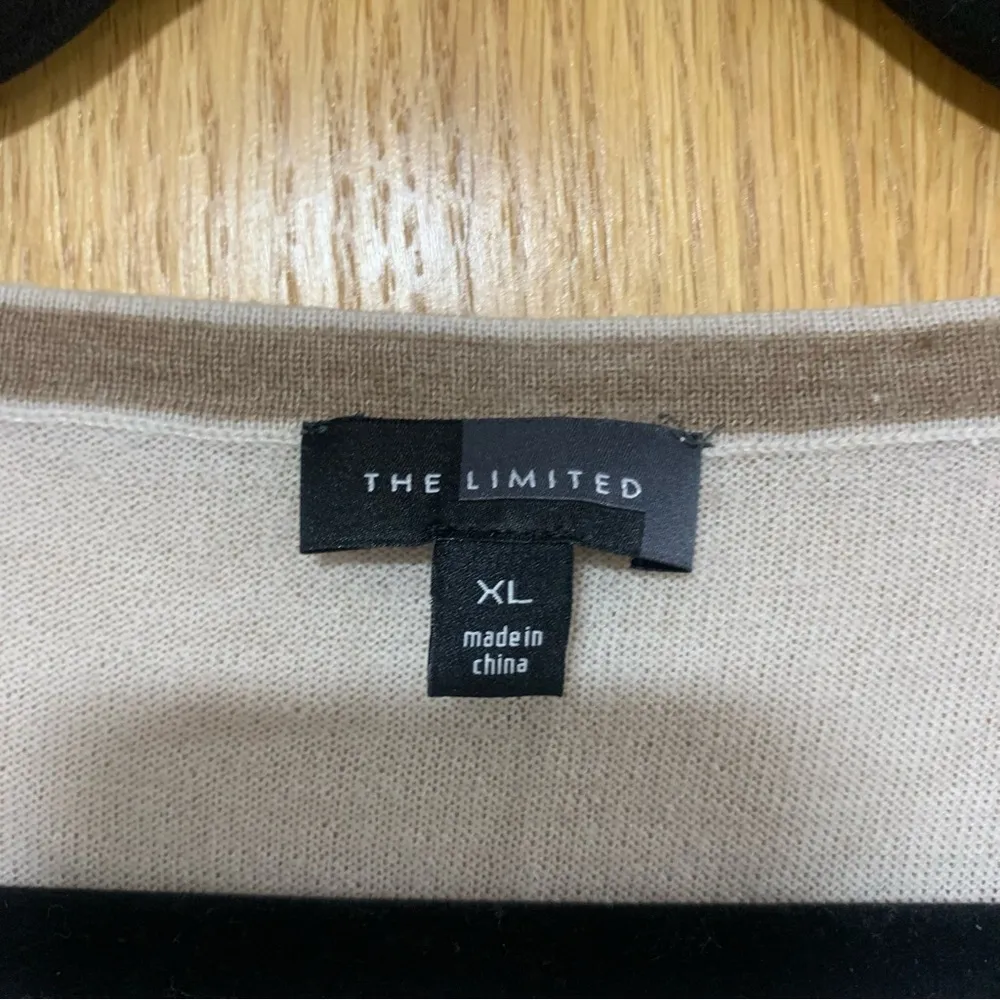 THE LIMITED
XL
made in
china